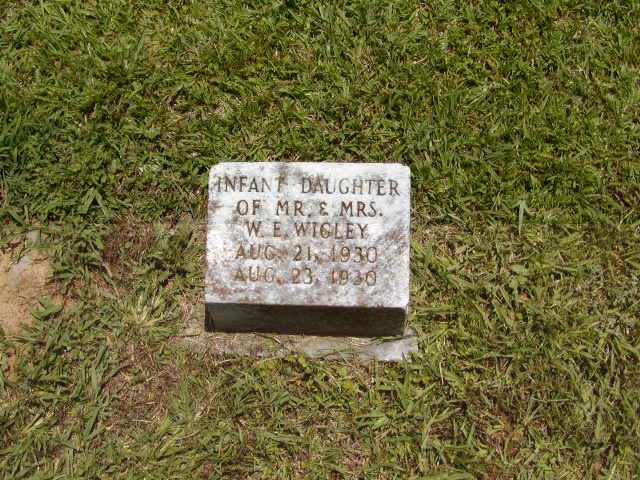 INFANT DAUGHTER
OF MR. & MRS.
W. E. WIGLEY
AUG. 21, 1930
AUG. 23, 1930